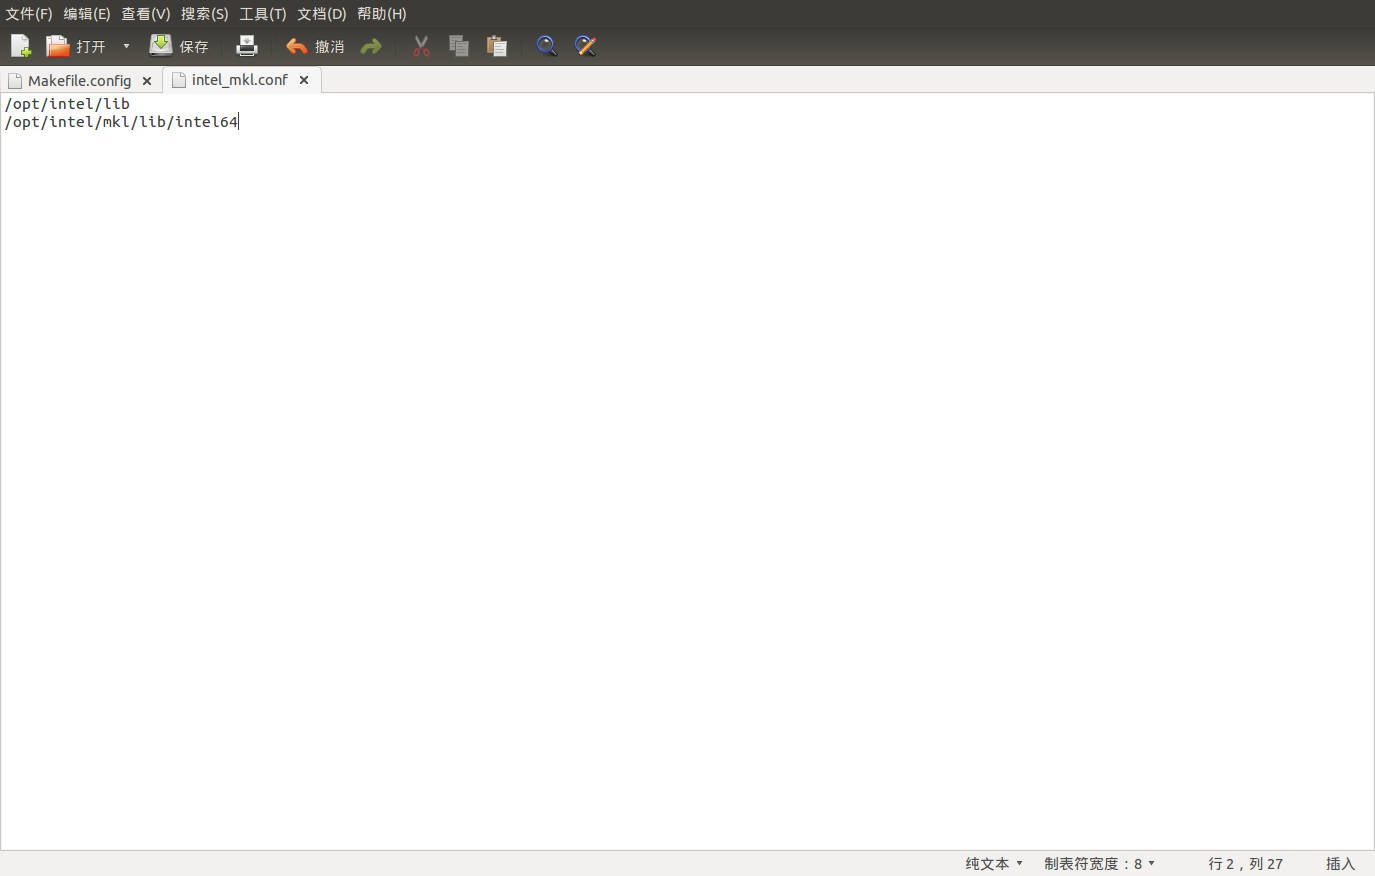 文件(F) 编辑(E) 查看(V) 搜索(S) 工具(T) 文档(D) 帮助(H)
打开 保存 撤消
Makefile.config intel_mkl.conf
/opt/intel/lib
/opt/intel/mkl/lib/intel64
纯文本 制表符宽度：8 行 2，列 27 插入